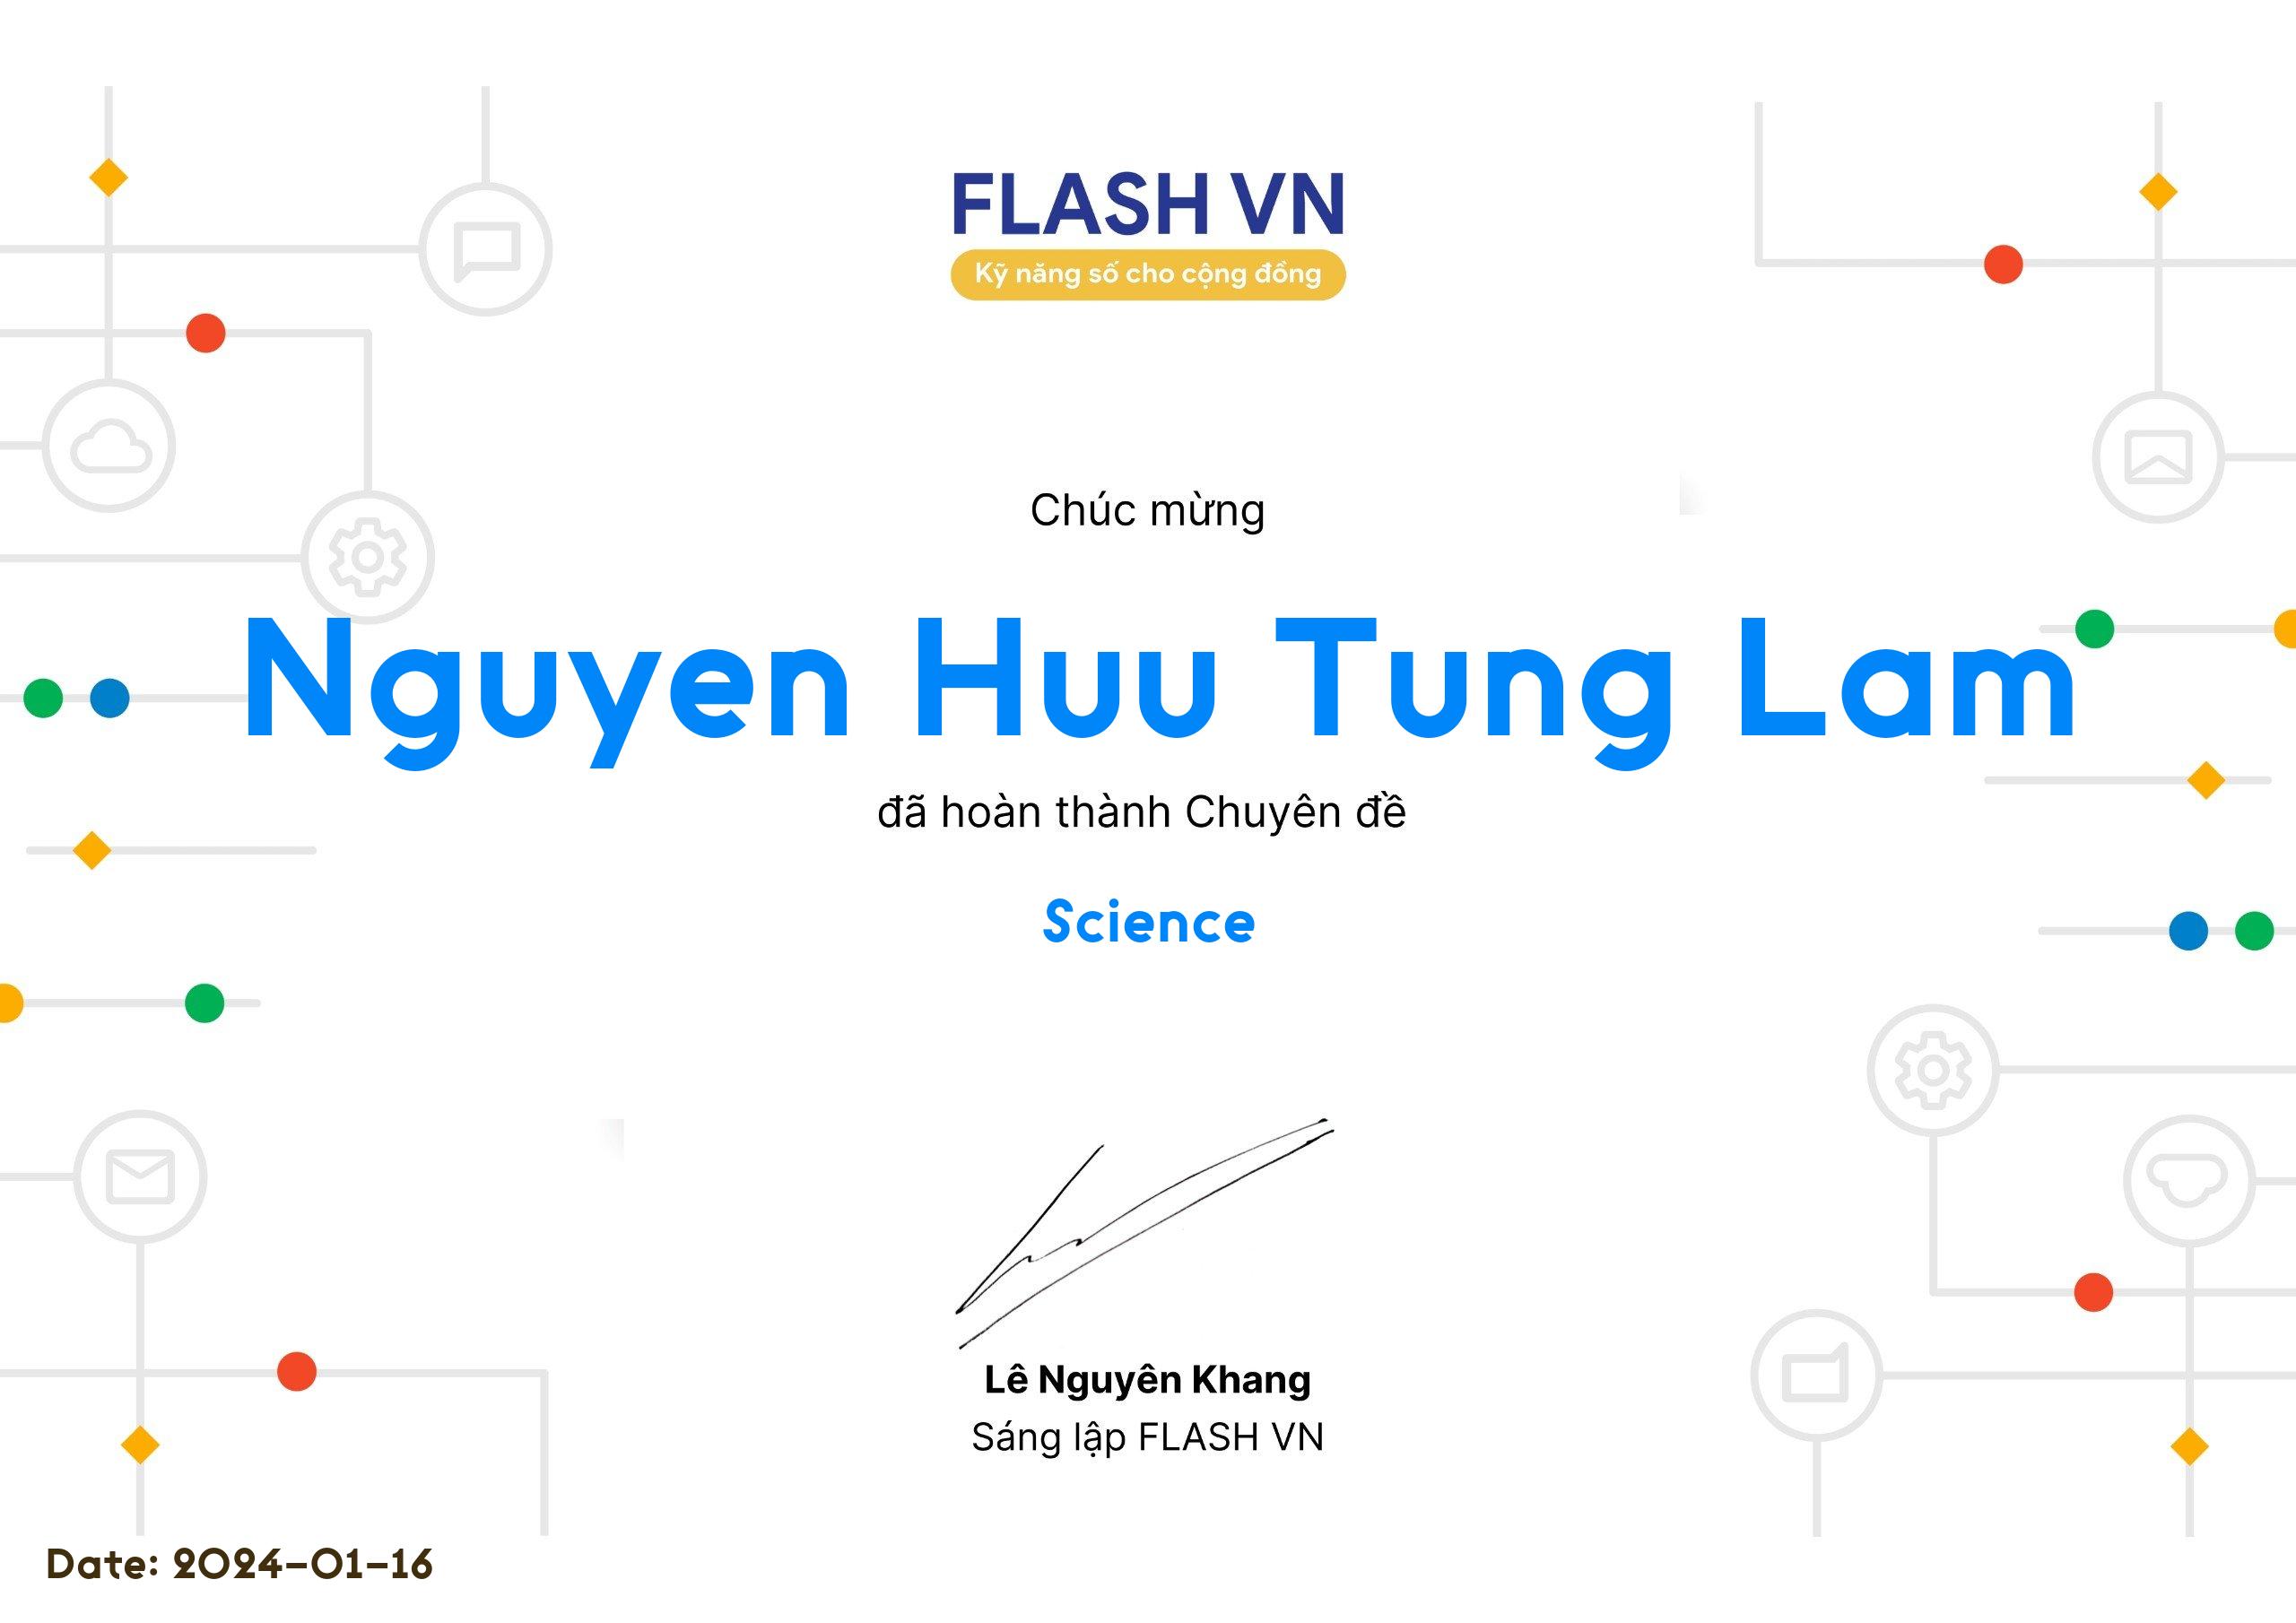 FLASH VN
Kỹ năng số cho cộng đồng
Chúc mừng
Nguyen Huu Tung Lam
đã hoàn thành Chuyên đề
Science
Lê Nguyên Khang
Sáng lập FLASH VN
Date: 2024-01-16